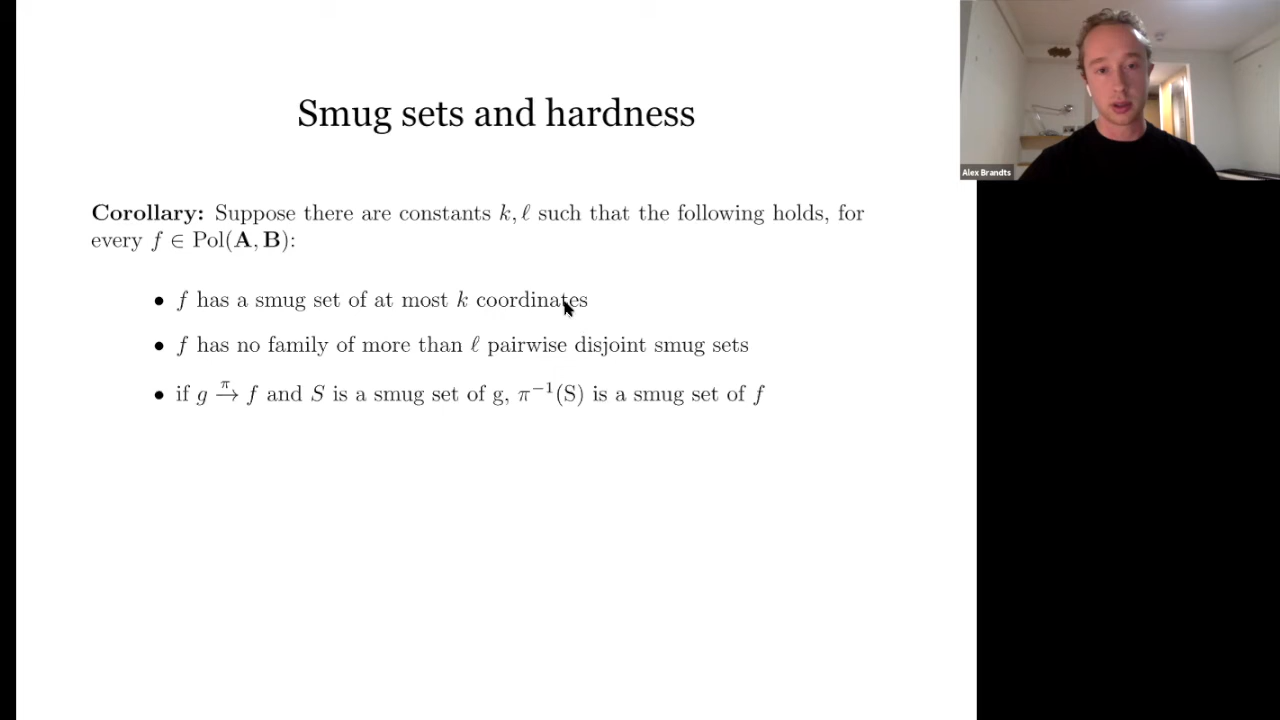 Smug sets and hardness
Corollary: Suppose there are constants k, ℓ such that the following holds, for
every f ∈ Pol(A, B):
• f has a smug set of at most k coordinates
• f has no family of more than ℓ pairwise disjoint smug sets
• if g \xrightarrow{π} f and S is a smug set of g, π⁻¹(S) is a smug set of f
Alex Brandts